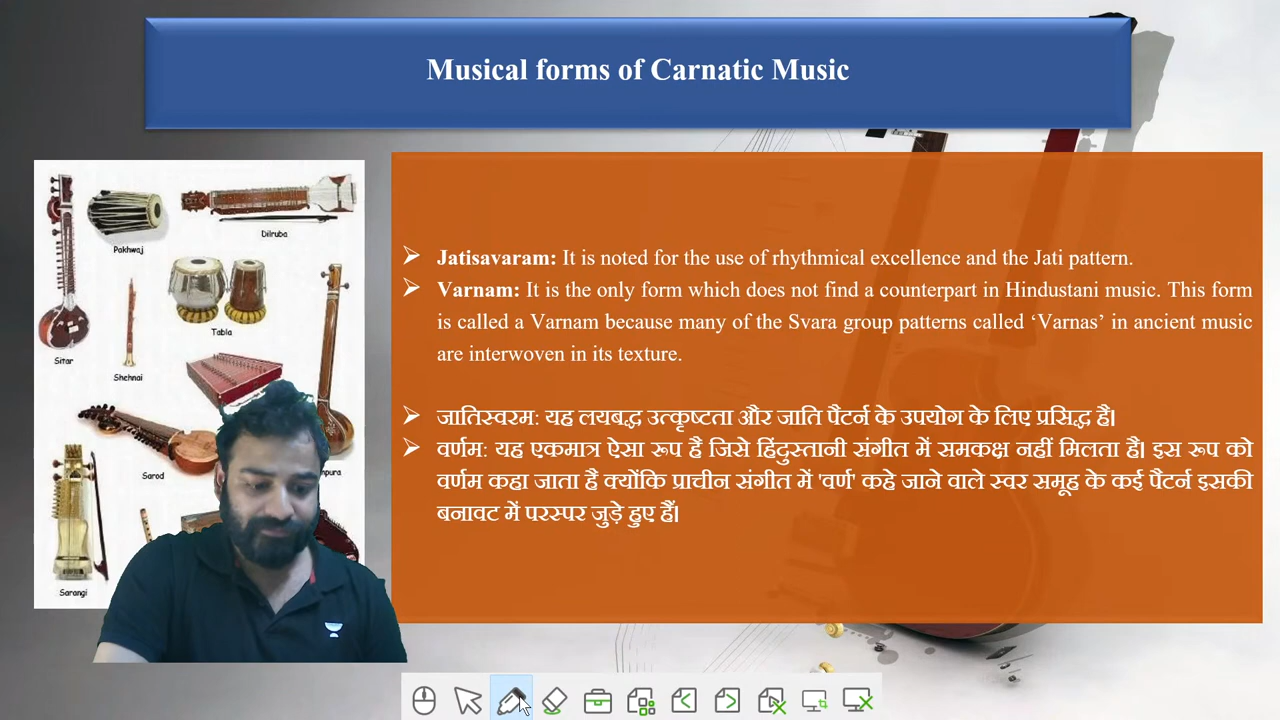 Musical forms of Carnatic Music
Pakhwaj
Dilruba
Tabla
Sitar
Shehnai
Sarod
Sarangi
➢ Jatisavaram: It is noted for the use of rhythmical excellence and the Jati pattern.
➢ Varnam: It is the only form which does not find a counterpart in Hindustani music. This form
is called a Varnam because many of the Svara group patterns called ‘Varnas’ in ancient music
are interwoven in its texture.
➢ जातिस्वरम: यह लयबद्ध उत्कृष्टता और जाति पैटर्न के उपयोग के लिए प्रसिद्ध है।
➢ वर्णम: यह एकमात्र ऐसा रूप है जिसे हिंदुस्तानी संगीत में समकक्ष नहीं मिलता है। इस रूप को
वर्णम कहा जाता है क्योंकि प्राचीन संगीत में 'वर्ण' कहे जाने वाले स्वर समूह के कई पैटर्न इसकी
बनावट में परस्पर जुड़े हुए हैं।